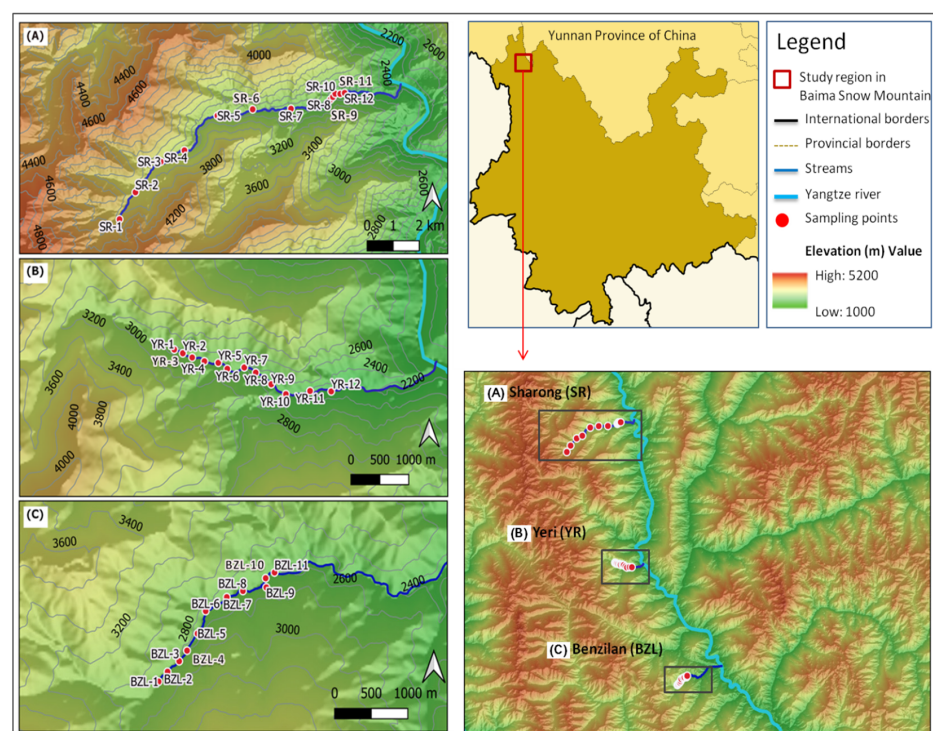 (A)
4000
2200
2600
2400
4400
4400
4600
4600
4400
4600
4800
SR-10
SR-11
SR-6
SR-8
SR-12
SR-5
SR-7
SR-9
SR-3
SR-4
SR-2
SR-1
3800
3200
3400
3600
3000
2600
4200
2800
0 1 2 km
(B)
3200
3000
3400
3600
3800
4000
4000
2600
2400
2200
2800
YR-1
YR-2
YR-3
YR-5
YR-7
YR-4
YR-6
YR-8
YR-9
YR-10
YR-11
YR-12
0 500 1000 m
(C)
3400
3600
3200
2800
3000
2600
2400
BZL-10
BZL-11
BZL-8
BZL-9
BZL-6
BZL-7
BZL-5
BZL-3
BZL-4
BZL-1
BZL-2
0 500 1000 m
Yunnan Province of China
Legend
Study region in
Baima Snow Mountain
International borders
Provincial borders
Streams
Yangtze river
Sampling points
Elevation (m) Value
High: 5200
Low: 1000
(A) Sharong (SR)
(B) Yeri (YR)
(C) Benzilan (BZL)